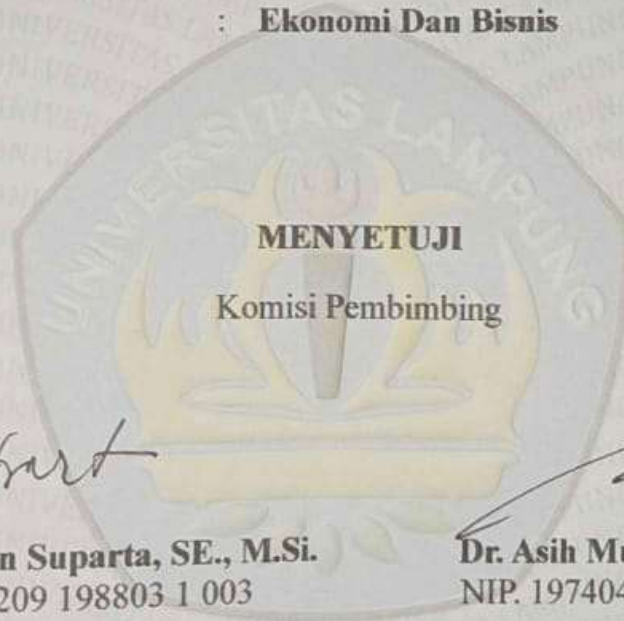 : Ekonomi Dan Bisnis
UNIVERSITAS LAMPUNG
MENYETUJI
Komisi Pembimbing
n Suparta, SE., M.Si.
209 198803 1 003
Dr. Asih Mu
NIP. 197404